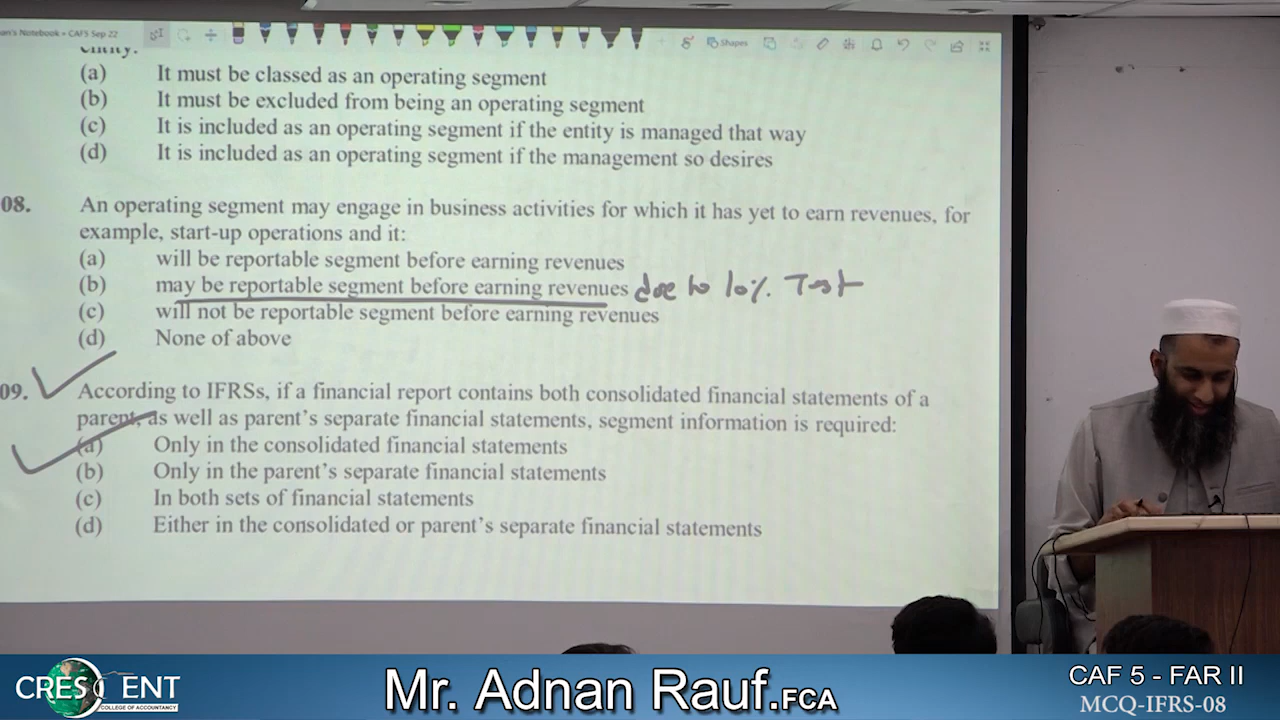 an's Notebook » CAF5 Sep 22
Shapes
entity.
(a) It must be classed as an operating segment
(b) It must be excluded from being an operating segment
(c) It is included as an operating segment if the entity is managed that way
(d) It is included as an operating segment if the management so desires
08. An operating segment may engage in business activities for which it has yet to earn revenues, for
example, start-up operations and it:
(a) will be reportable segment before earning revenues
(b) may be reportable segment before earning revenues due to 10% Test
(c) will not be reportable segment before earning revenues
(d) None of above
09. According to IFRSs, if a financial report contains both consolidated financial statements of a
parent, as well as parent's separate financial statements, segment information is required:
(a) Only in the consolidated financial statements
(b) Only in the parent's separate financial statements
(c) In both sets of financial statements
(d) Either in the consolidated or parent's separate financial statements
CRESCENT
COLLEGE OF ACCOUNTANCY
Mr. Adnan Rauf.FCA
CAF 5 - FAR II
MCQ-IFRS-08